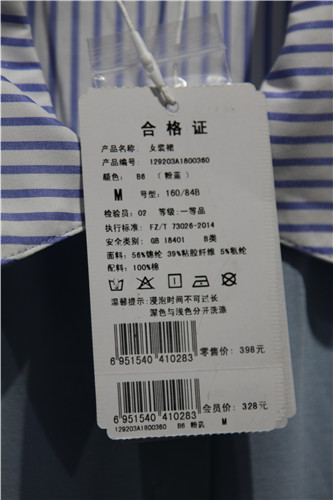 合格证
产品名称: 女装裙
产品编号: 129203A1800360
颜色: B6 (粉蓝)
M 号型: 160/84B
检验员: 02 等级: 一等品
执行标准: FZ/T 73026-2014
安全类别: GB 18401 B类
面料: 56%锦纶 39%粘胶纤维 5%氨纶
配料: 100%棉
温馨提示: 浸泡时间不可过长
深色与浅色分开洗涤
6 951540 410283 零售价: 398元
6 951540 410283 会员价: 328元
129203A1800360 B6 粉蓝 M